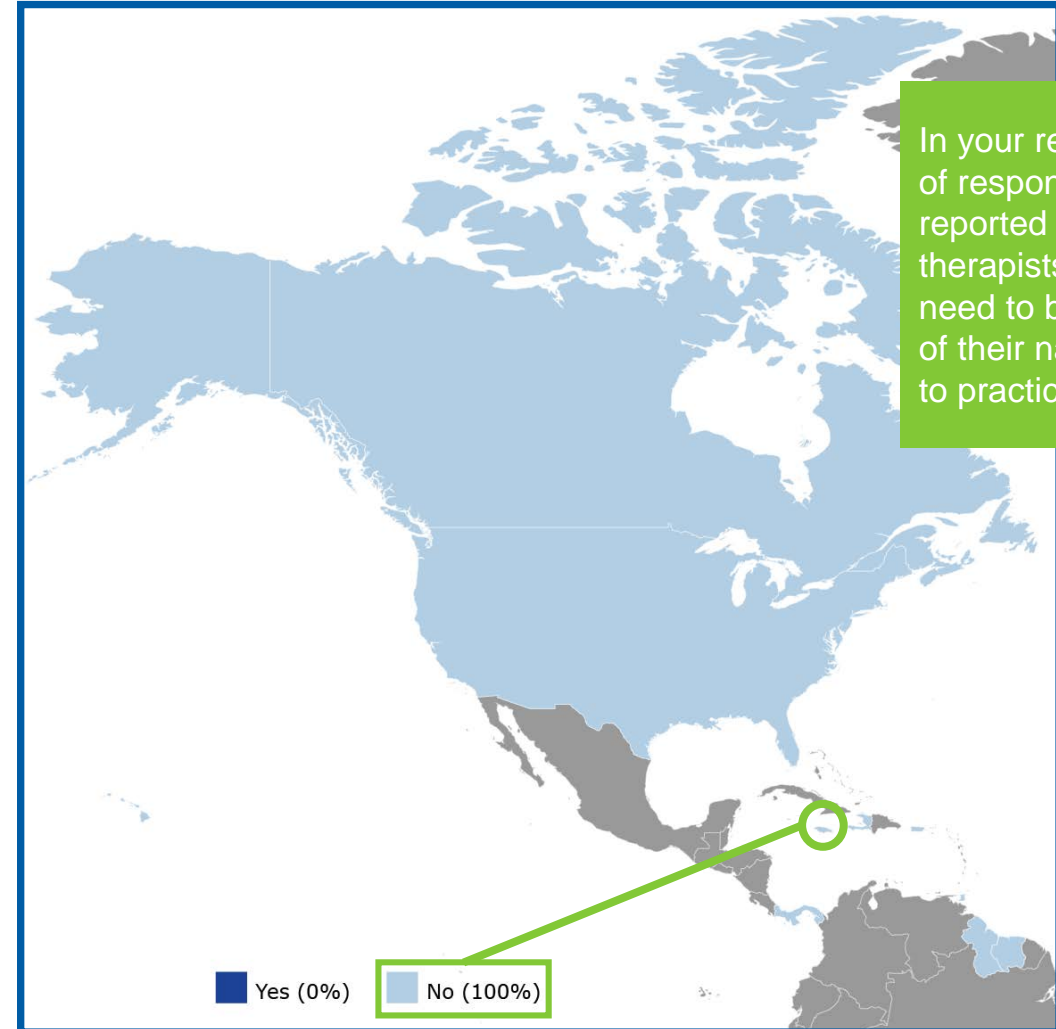 In your re
of respon
reported
therapists
need to b
of their na
to practic
Yes (0%)
No (100%)